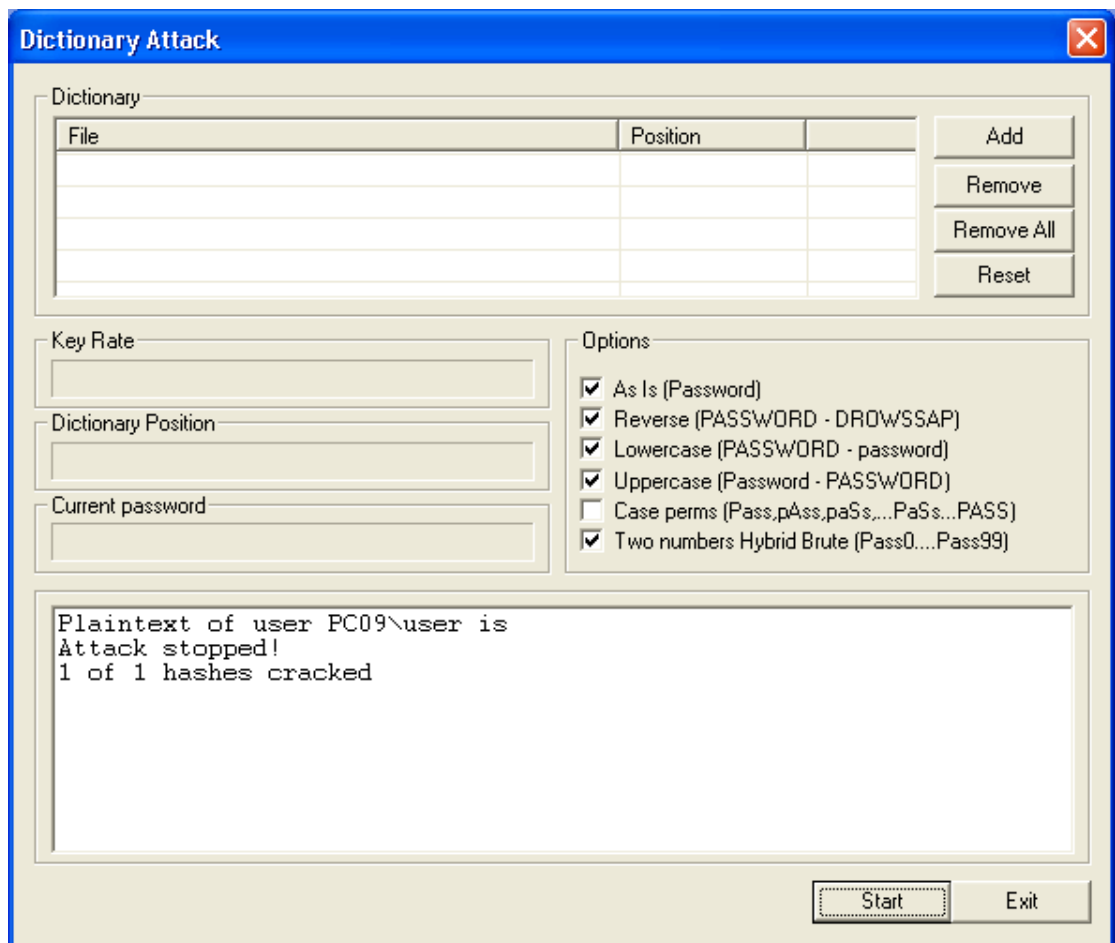 Dictionary Attack
Dictionary
File Position
Add
Remove
Remove All
Reset
Key Rate
Dictionary Position
Current password
Options
As Is (Password)
Reverse (PASSWORD - DROWSSAP)
Lowercase (PASSWORD - password)
Uppercase (Password - PASSWORD)
Case perms (Pass,pAss,paSs,...PaSs...PASS)
Two numbers Hybrid Brute (Pass0....Pass99)
Plaintext of user PC09\user is
Attack stopped!
1 of 1 hashes cracked
Start Exit